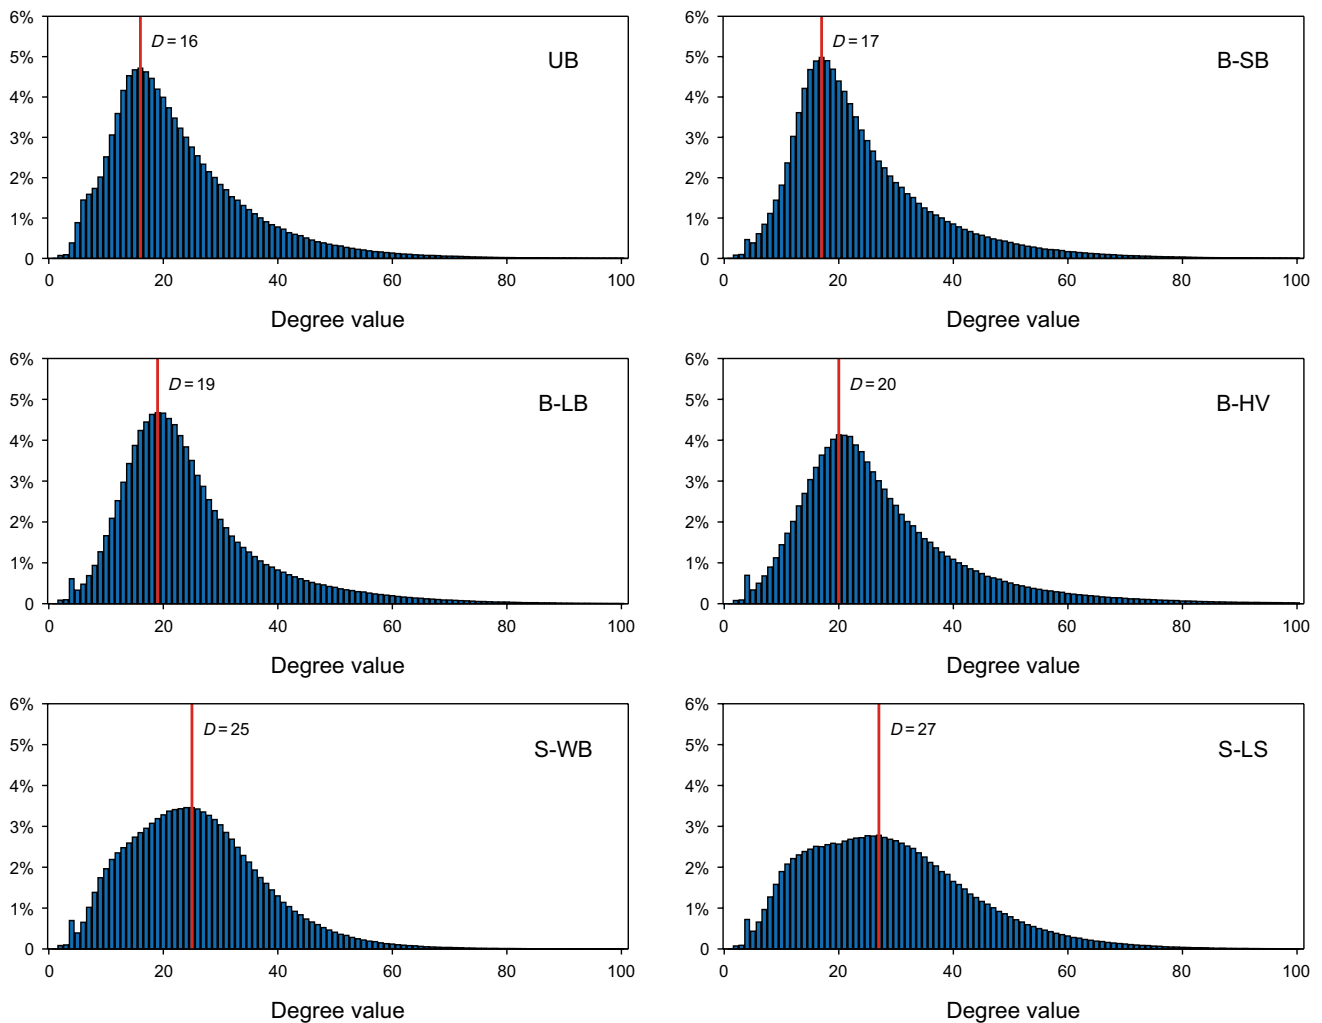 6%
5%
4%
3%
2%
1%
0
D = 16
UB
0 20 40 60 80 100
Degree value
6%
5%
4%
3%
2%
1%
0
D = 17
B-SB
0 20 40 60 80 100
Degree value
6%
5%
4%
3%
2%
1%
0
D = 19
B-LB
0 20 40 60 80 100
Degree value
6%
5%
4%
3%
2%
1%
0
D = 20
B-HV
0 20 40 60 80 100
Degree value
6%
5%
4%
3%
2%
1%
0
D = 25
S-WB
0 20 40 60 80 100
Degree value
6%
5%
4%
3%
2%
1%
0
D = 27
S-LS
0 20 40 60 80 100
Degree value